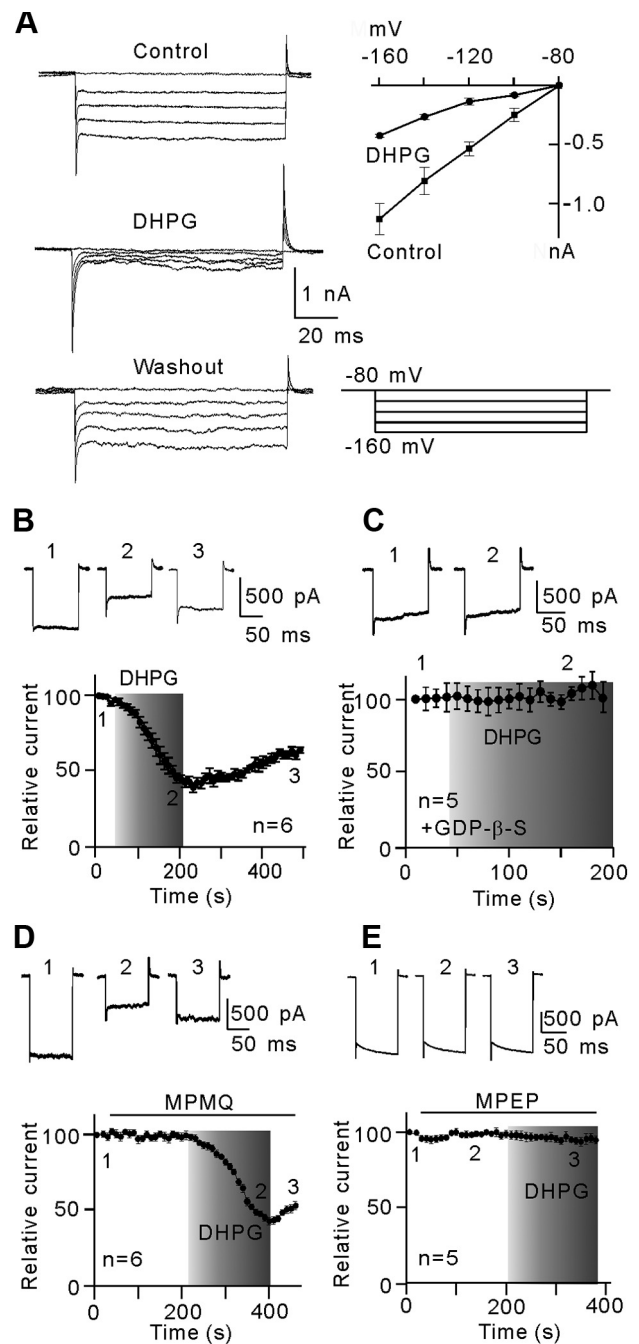 A
Control
mV
-160
-120
-80
DHPG
-0.5
Control
-1.0
nA
DHPG
1 nA
20 ms
Washout
-80 mV
-160 mV
B
1
2
3
500 pA
50 ms
DHPG
100
50
0
1
2
3
n=6
Relative current
0
200
400
Time (s)
C
1
2
500 pA
50 ms
1
2
100
50
0
DHPG
n=5
+GDP-β-S
Relative current
0
100
200
Time (s)
D
1
2
3
500 pA
50 ms
MPMQ
100
50
0
1
2
3
DHPG
n=6
Relative current
0
200
400
Time (s)
E
1
2
3
500 pA
50 ms
MPEP
100
50
0
1
2
3
DHPG
n=5
Relative current
0
200
400
Time (s)